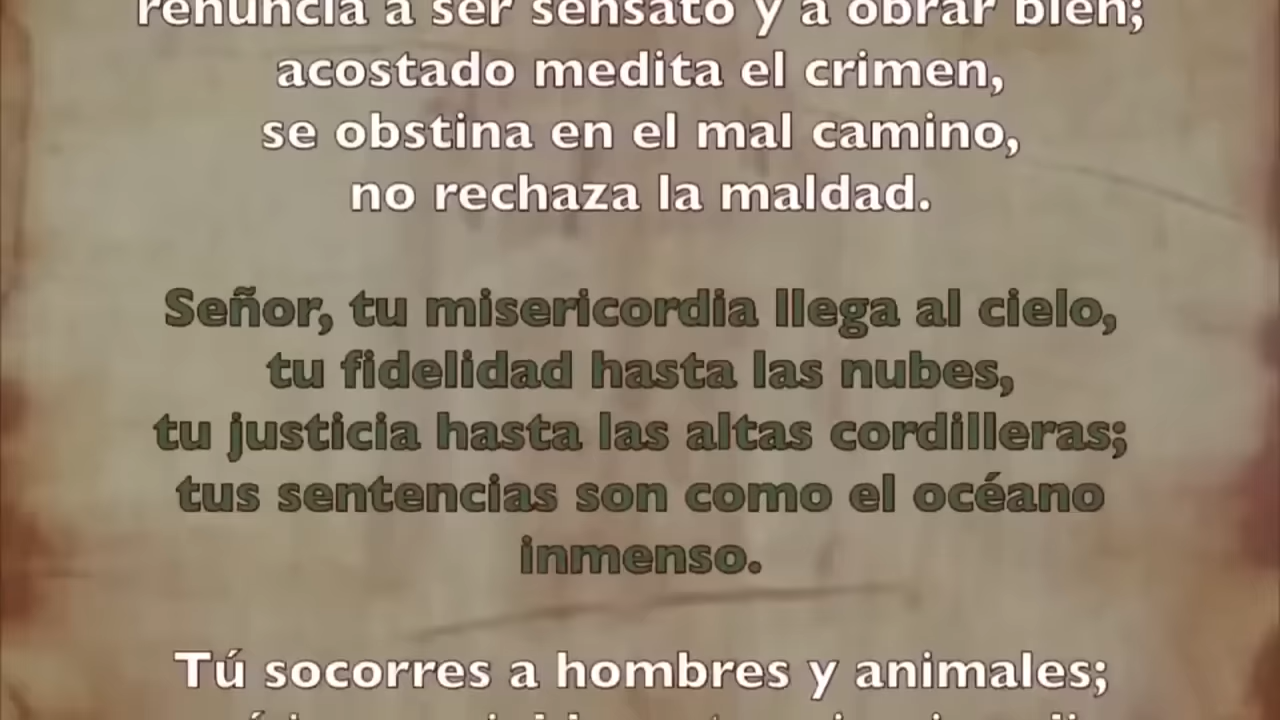 renuncia a ser sensato y a obrar bien;
acostado medita el crimen,
se obstina en el mal camino,
no rechaza la maldad.
Señor, tu misericordia llega al cielo,
tu fidelidad hasta las nubes,
tu justicia hasta las altas cordilleras;
tus sentencias son como el océano
inmenso.
Tú socorres a hombres y animales;